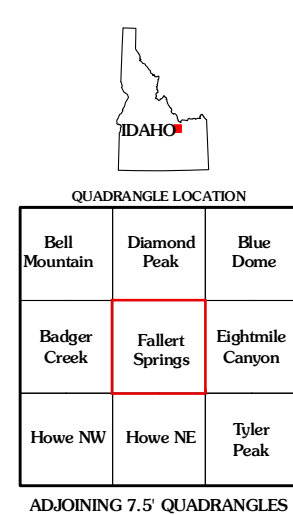 IDAHO
QUADRANGLE LOCATION
Bell
Mountain
Diamond
Peak
Blue
Dome
Badger
Creek
Fallert
Springs
Eightmile
Canyon
Howe NW
Howe NE
Tyler
Peak
ADJOINING 7.5' QUADRANGLES